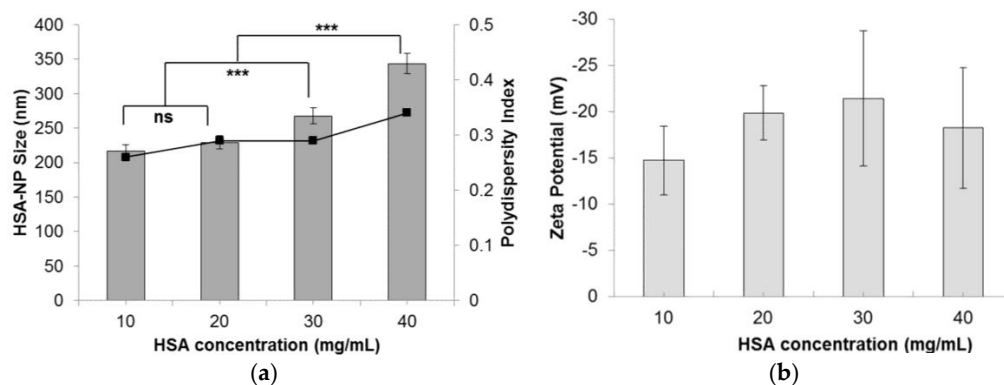 400
350
300
250
200
150
100
50
0
HSA-NP Size (nm)
***
***
ns
0.5
0.4
0.3
0.2
0.1
0
Polydispersity Index
10 20 30 40
HSA concentration (mg/mL)
(a)
-30
-25
-20
-15
-10
-5
0
Zeta Potential (mV)
10 20 30 40
HSA concentration (mg/mL)
(b)